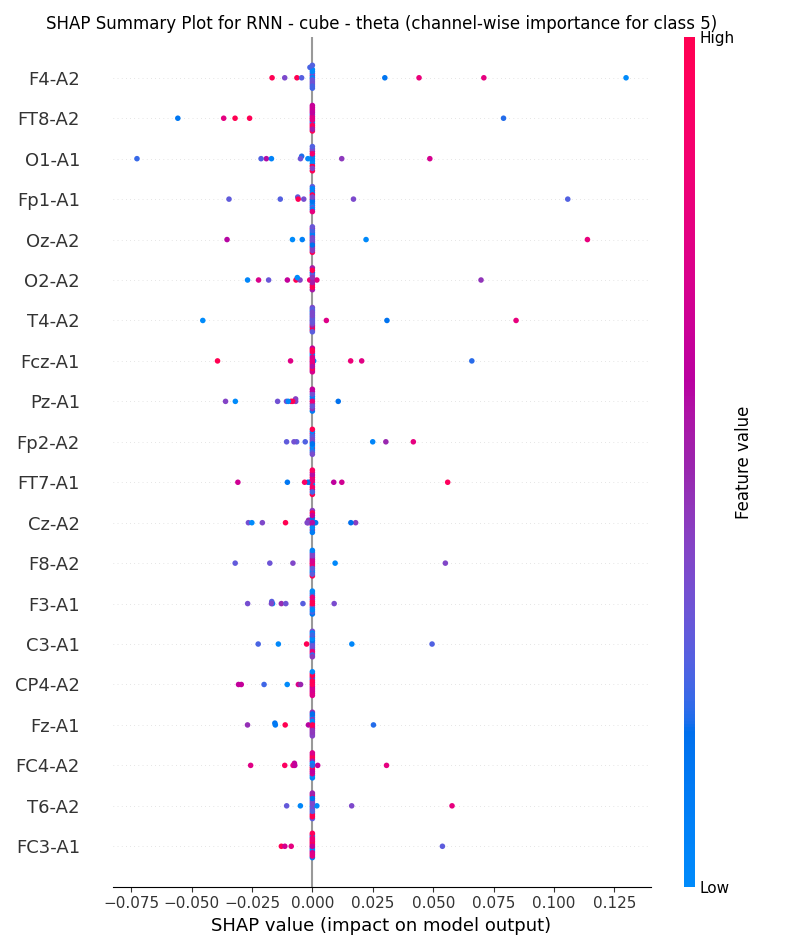 SHAP Summary Plot for RNN - cube - theta (channel-wise importance for class 5)
High
F4-A2
FT8-A2
O1-A1
Fp1-A1
Oz-A2
O2-A2
T4-A2
Fcz-A1
Pz-A1
Fp2-A2
FT7-A1
Cz-A2
F8-A2
F3-A1
C3-A1
CP4-A2
Fz-A1
FC4-A2
T6-A2
FC3-A1
Feature value
Low
−0.075 −0.050 −0.025 0.000 0.025 0.050 0.075 0.100 0.125
SHAP value (impact on model output)